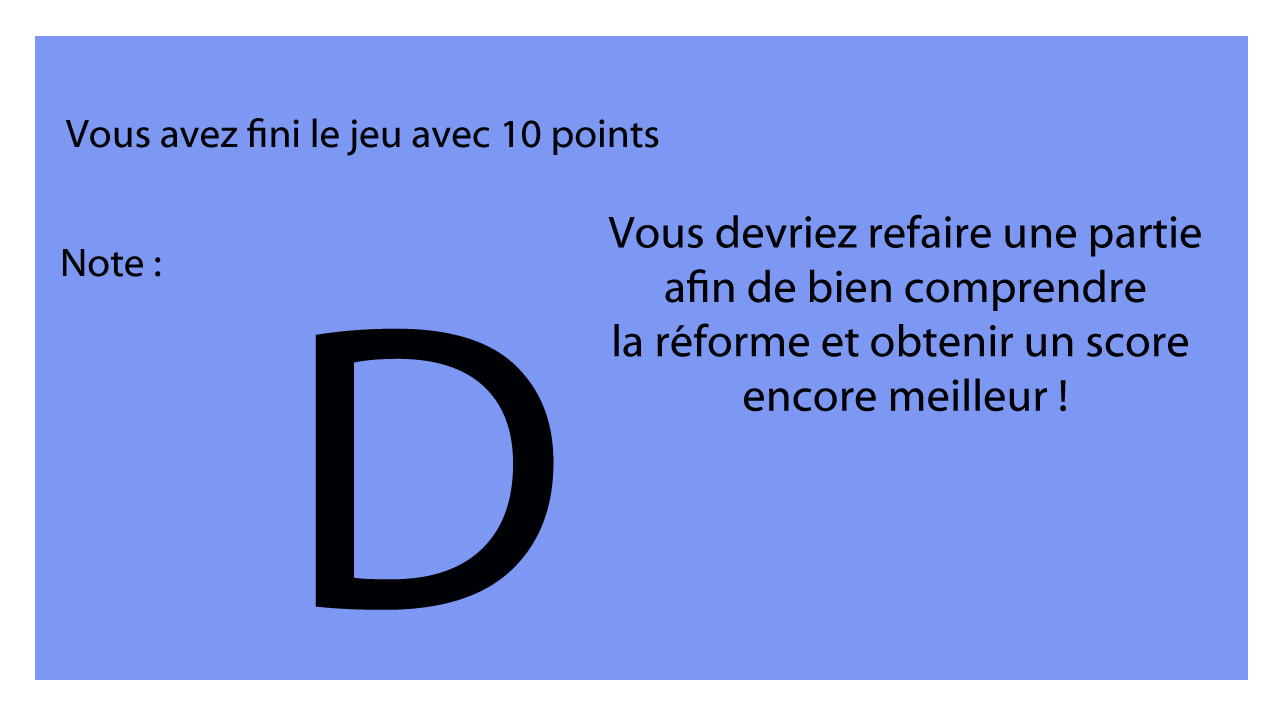 Vous avez fini le jeu avec 10 points
Note :
D
Vous devriez refaire une partie
afin de bien comprendre
la réforme et obtenir un score
encore meilleur !